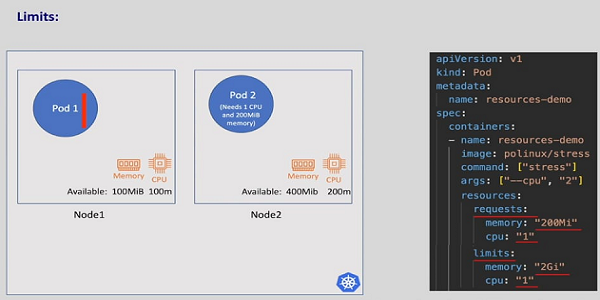 Limits:
Pod 1
Memory
CPU
Available: 100MiB 100m
Node1
Pod 2
(Needs 1 CPU
and 200MiB
memory)
Memory
CPU
Available: 400Mib 200m
Node2
apiVersion: v1
kind: Pod
metadata:
name: resources-demo
spec:
containers:
- name: resources-demo
image: polinux/stress
command: ["stress"]
args: ["--cpu", "2"]
resources:
requests:
memory: "200Mi"
cpu: "1"
limits:
memory: "2Gi"
cpu: "1"